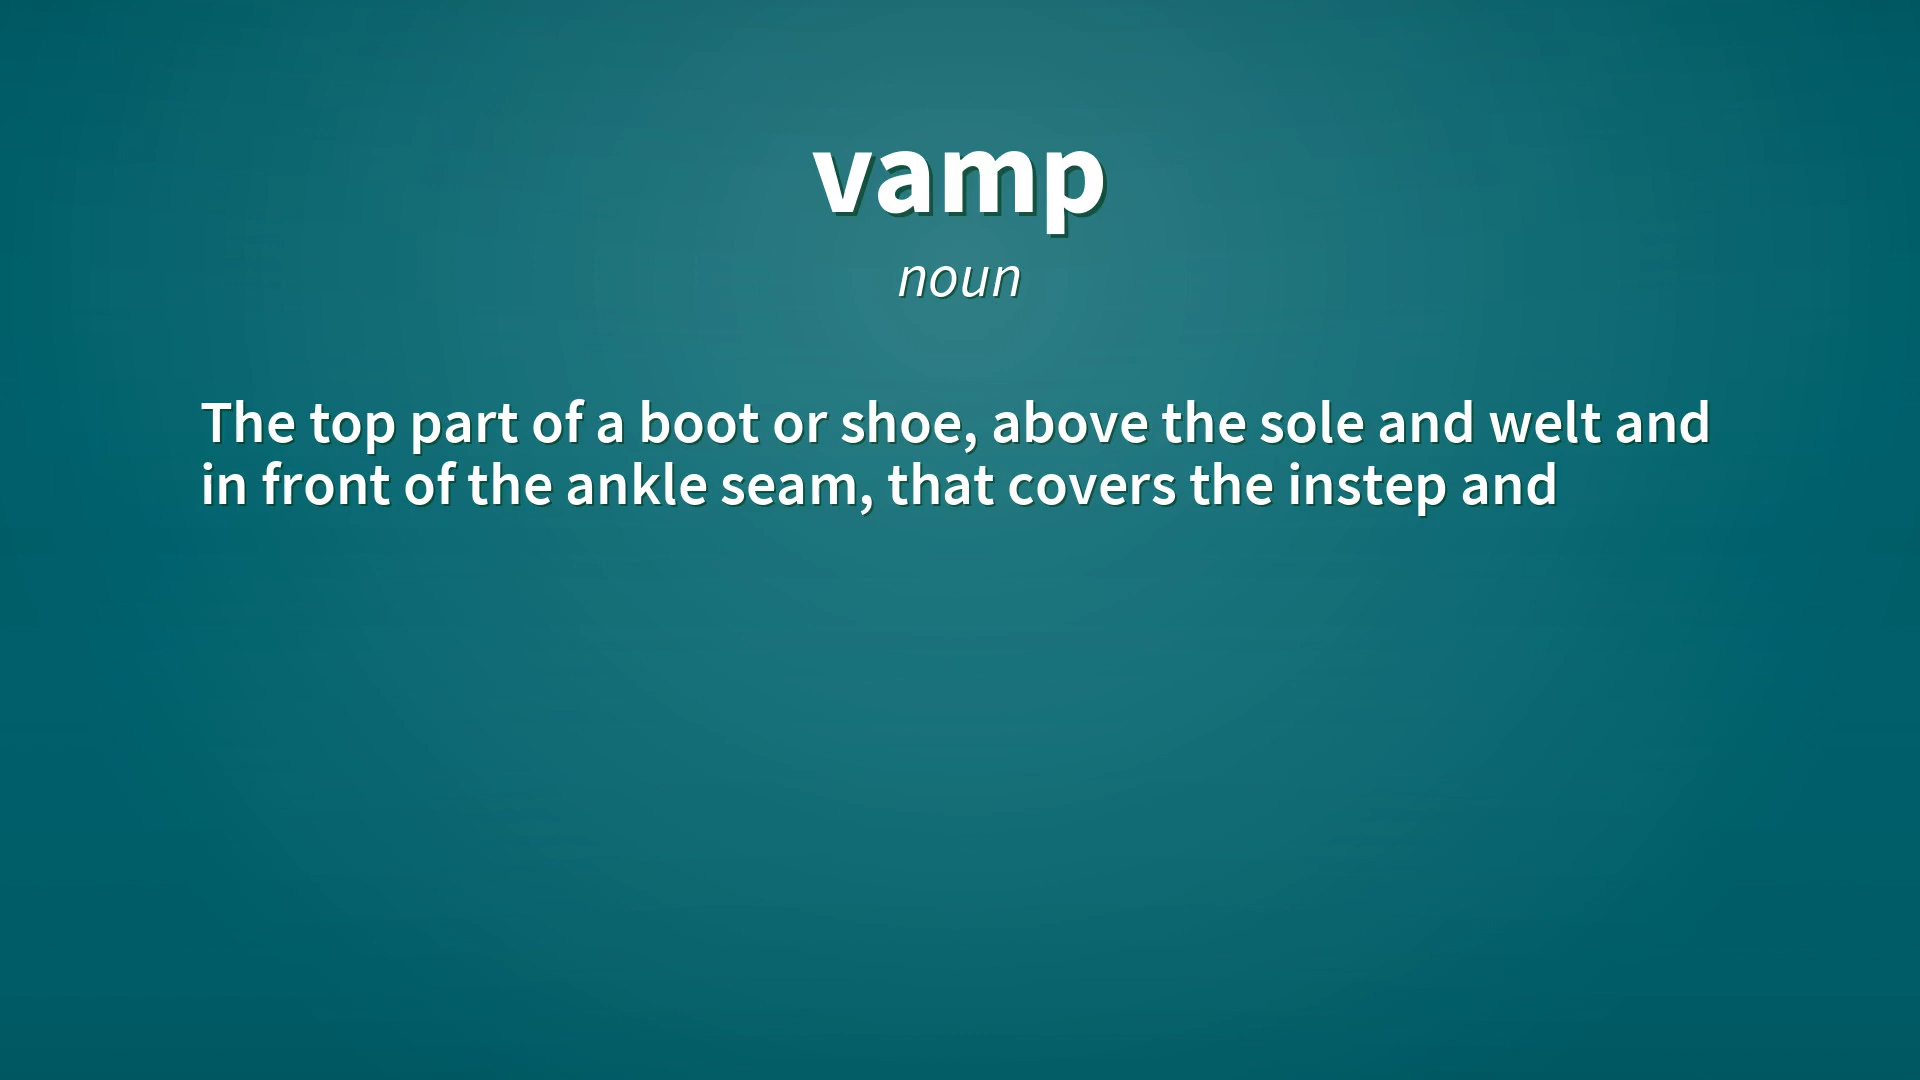 vamp
noun
The top part of a boot or shoe, above the sole and welt and
in front of the ankle seam, that covers the instep and